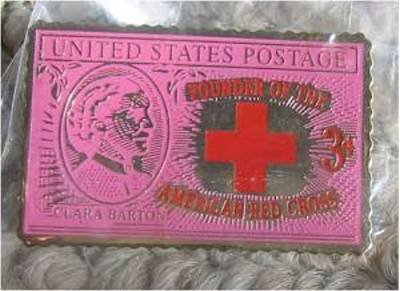 UNITED STATES POSTAGE
FOUNDER OF THE
3¢
AMERICAN RED CROSS
CLARA BARTON